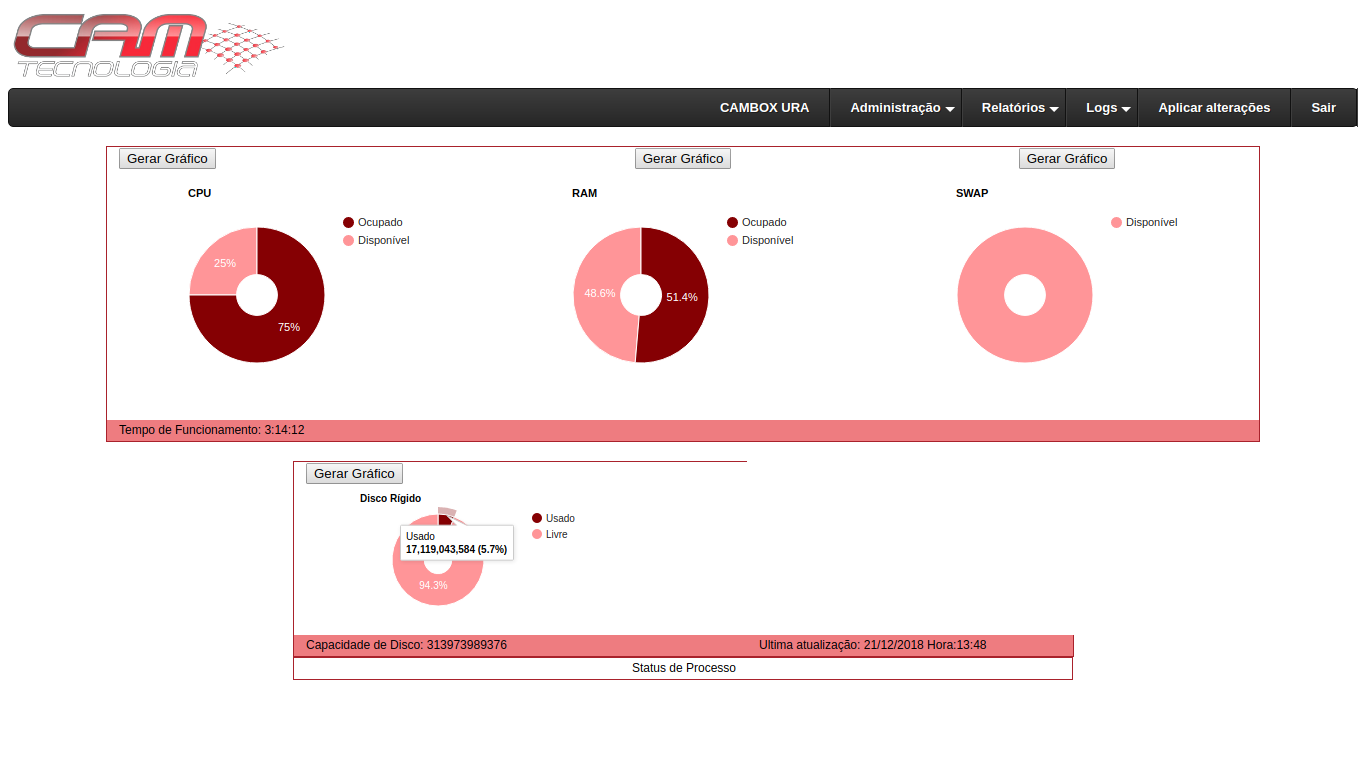 CAM
TECNOLOGIA
CAMBOX URA Administração Relatórios Logs Aplicar alterações Sair
Gerar Gráfico Gerar Gráfico Gerar Gráfico
CPU RAM SWAP
Ocupado Ocupado Disponível
Disponível Disponível
25% 48.6% 51.4%
75%
Tempo de Funcionamento: 3:14:12
Gerar Gráfico
Disco Rígido
Usado
Livre
Usado
17,119,043,584 (5.7%)
94.3%
Capacidade de Disco: 313973989376 Ultima atualização: 21/12/2018 Hora:13:48
Status de Processo